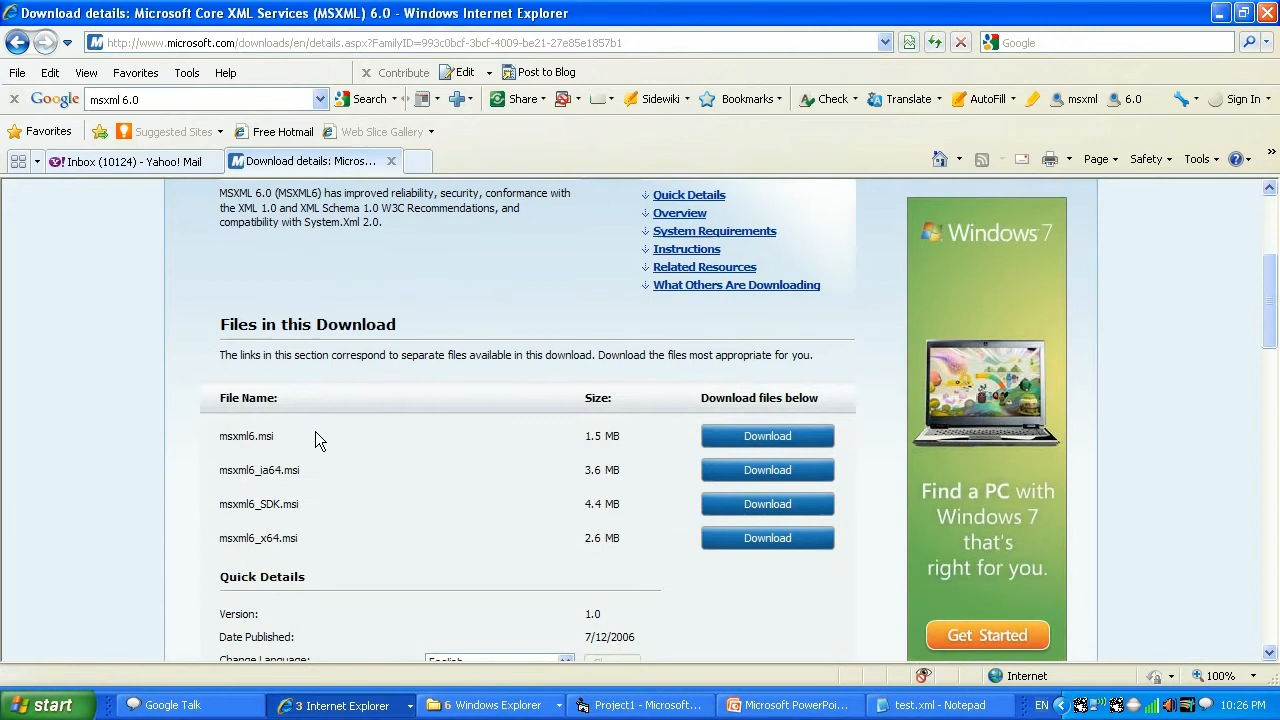 Download details: Microsoft Core XML Services (MSXML) 6.0 - Windows Internet Explorer
http://www.microsoft.com/downloads/en/details.aspx?FamilyID=993c0bcf-3bcf-4009-be21-27e85e1857b1
Google
File Edit View Favorites Tools Help
Contribute Edit Post to Blog
Google msxml 6.0 Search Share Sidewiki Bookmarks Check Translate AutoFill msxml 6.0 Sign In
Favorites Suggested Sites Free Hotmail Web Slice Gallery
Inbox (10124) - Yahoo! Mail Download details: Micros... Page Safety Tools
MSXML 6.0 (MSXML6) has improved reliability, security, conformance with
the XML 1.0 and XML Schema 1.0 W3C Recommendations, and
compatibility with System.Xml 2.0.
Quick Details
Overview
System Requirements
Instructions
Related Resources
What Others Are Downloading
Files in this Download
The links in this section correspond to separate files available in this download. Download the files most appropriate for you.
File Name: Size: Download files below
msxml6.msi 1.5 MB Download
msxml6_ia64.msi 3.6 MB Download
msxml6_SDK.msi 4.4 MB Download
msxml6_x64.msi 2.6 MB Download
Quick Details
Version: 1.0
Date Published: 7/12/2006
Change Language: English
Windows 7
Find a PC with
Windows 7
that's
right for you.
Get Started
Internet 100%
start Google Talk 3 Internet Explorer 6 Windows Explorer Project1 - Microsoft... Microsoft PowerPoi... test.xml - Notepad EN 10:26 PM